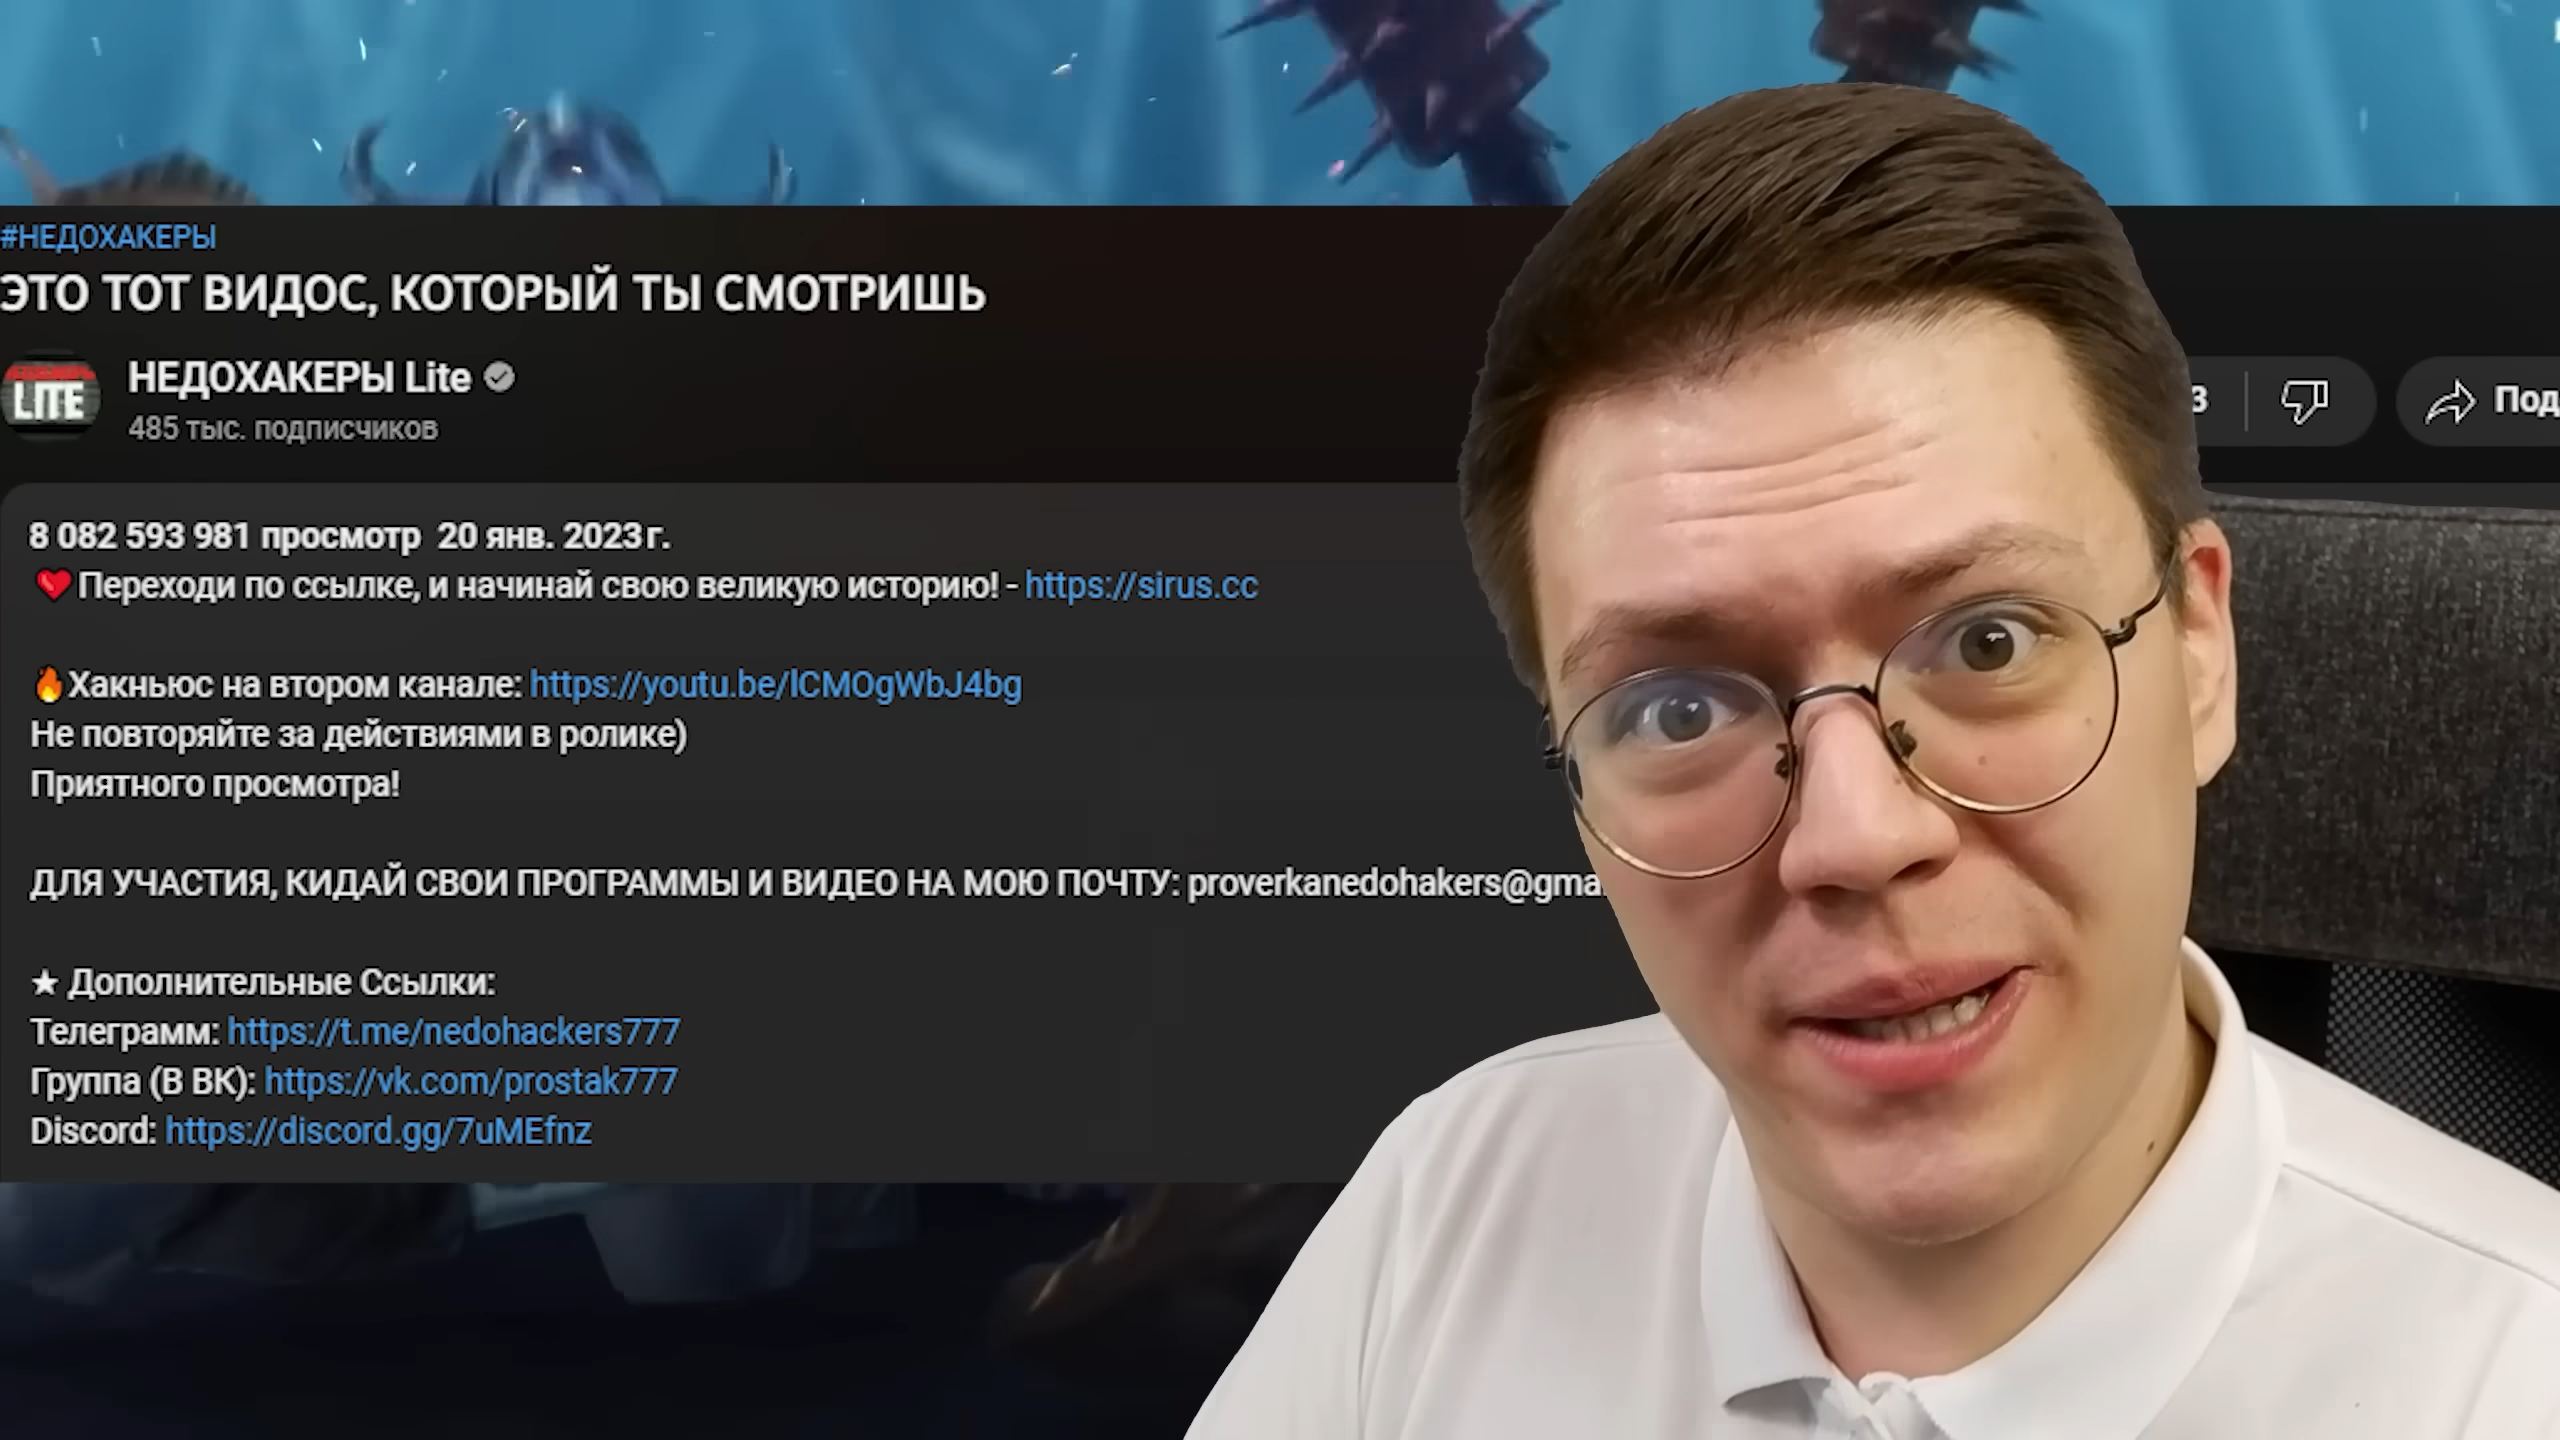 #НЕДОХАКЕРЫ
ЭТО ТОТ ВИДОС, КОТОРЫЙ ТЫ СМОТРИШЬ
LITE
НЕДОХАКЕРЫ Lite
485 тыс. подписчиков
3
Под
8 082 593 981 просмотр 20 янв. 2023 г.
❤Переходи по ссылке, и начинай свою великую историю! - https://sirus.cc
🔥Хакньюс на втором канале: https://youtu.be/lCMOgWbJ4bg
Не повторяйте за действиями в ролике)
Приятного просмотра!
ДЛЯ УЧАСТИЯ, КИДАЙ СВОИ ПРОГРАММЫ И ВИДЕО НА МОЮ ПОЧТУ: proverkanedohakers@gma
★ Дополнительные Ссылки:
Телеграмм: https://t.me/nedohackers777
Группа (В ВК): https://vk.com/prostak777
Discord: https://discord.gg/7uMEfnz